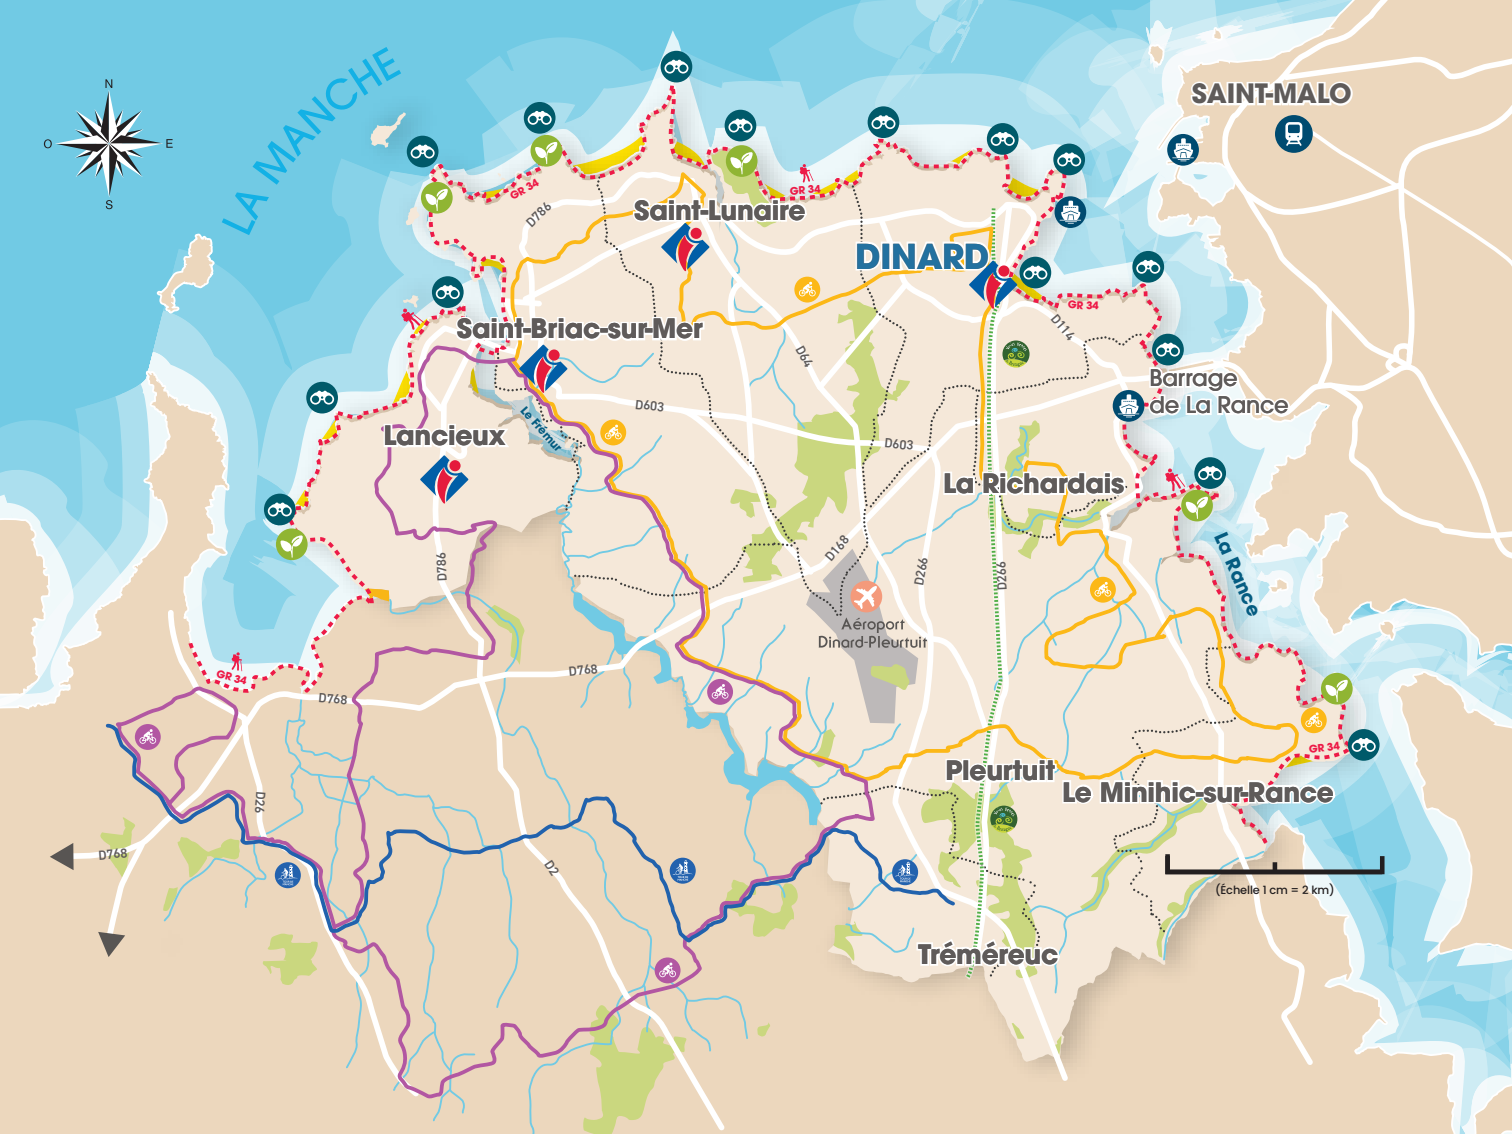 LA MANCHE
N
O
E
S
SAINT-MALO
GR 34
GR 34
D786
Saint-Lunaire
DINARD
GR 34
D114
Saint-Briac-sur-Mer
D64
Barrage
de La Rance
D603
Le Frémur
Lancieux
D603
La Richardais
La Rance
D786
D168
D266
D266
Aéroport
Dinard-Pleurtuit
GR 34
D768
D768
GR 34
Pleurtuit
Le Minihic-sur-Rance
D26
D768
D2
(Échelle 1 cm = 2 km)
Tréméreuc